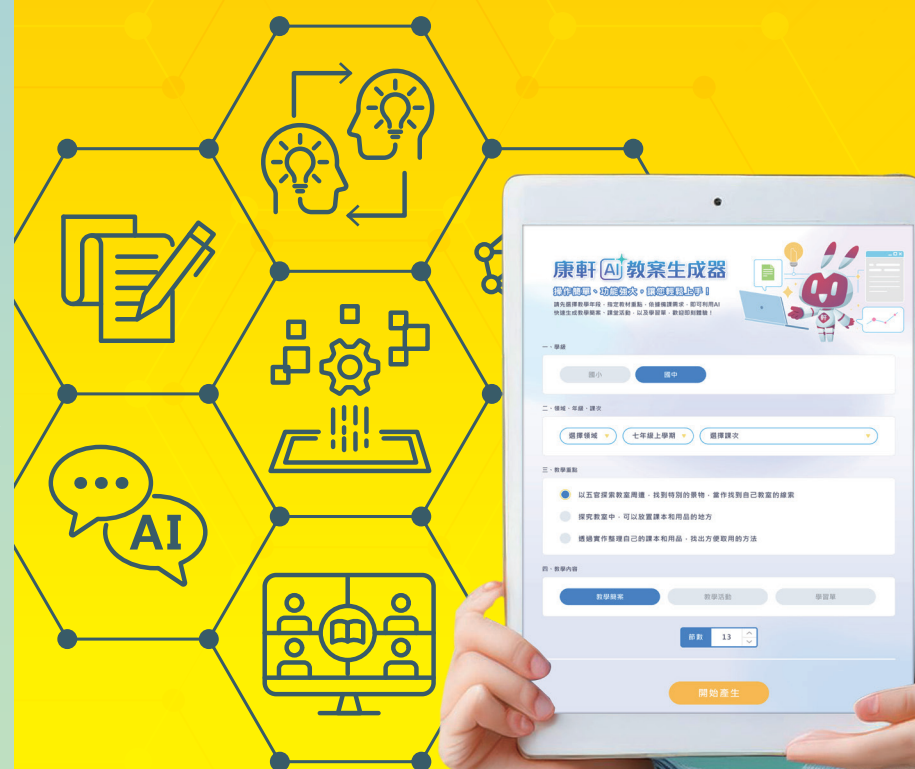 AI
康軒AI教案生成器
操作簡單、功能強大，讓您輕鬆上手！
請先選擇教學年段，指定教材重點，依據備課需求，即可利用AI
快捷生成教學簡案、課堂活動，以及學習單，歡迎即刻體驗！
軒
一、學級
國小 國中
二、領域、年級、課次
選擇領域 七年級上學期 選擇課次
三、教學重點
以五官探索教室周遭，找到特別的景物，當作找到自己教室的線索
探究教室中，可以放置課本和用品的地方
透過實作整理自己的課本和用品，找出方便取用的方法
四、教學內容
教學簡案 教學活動 學習單
節數 13
開始產生